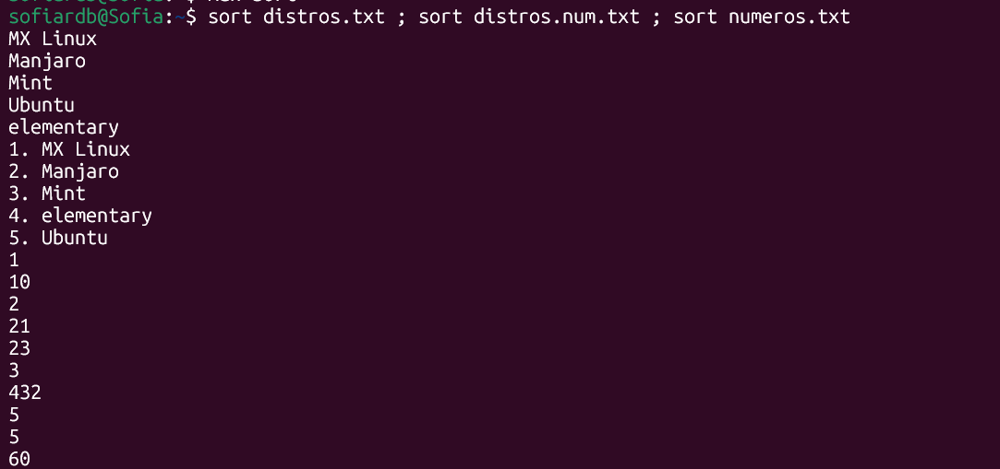 sofiardb@Sofia:~$ sort distros.txt ; sort distros.num.txt ; sort numeros.txt
MX Linux
Manjaro
Mint
Ubuntu
elementary
1. MX Linux
2. Manjaro
3. Mint
4. elementary
5. Ubuntu
1
10
2
21
23
3
432
5
5
60